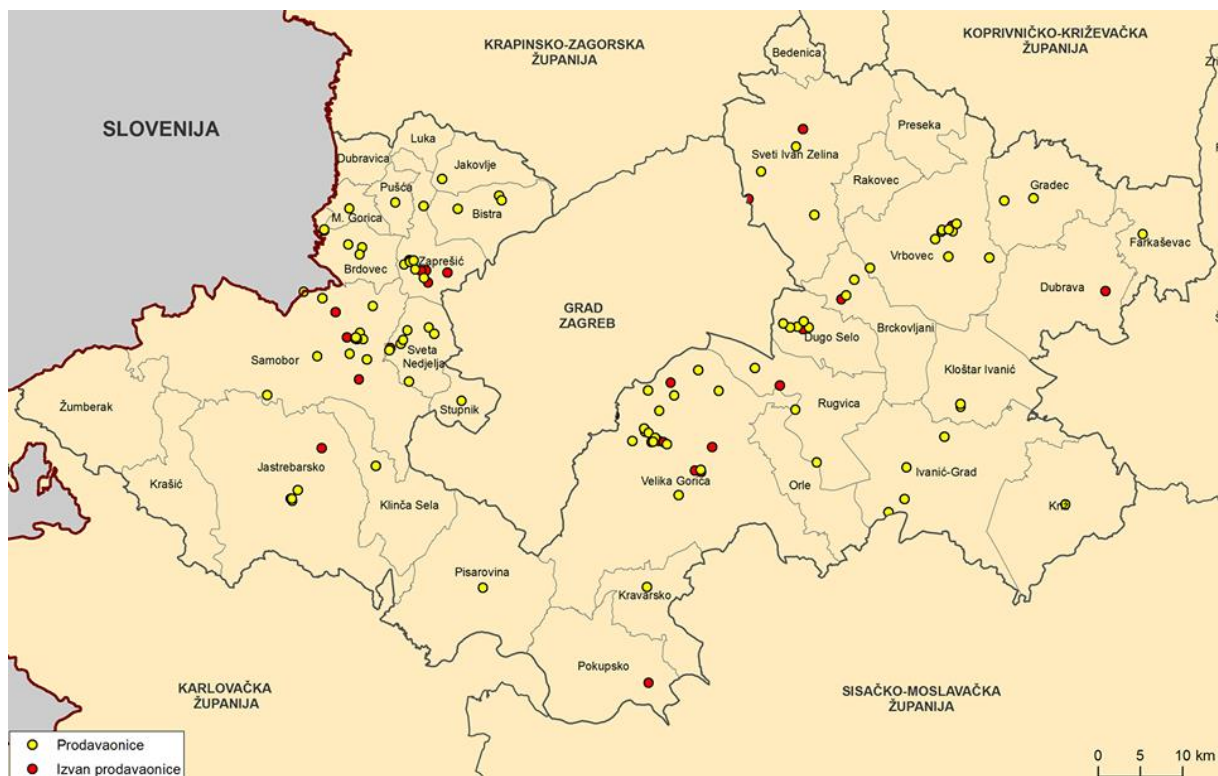 KRAPINSKO-ZAGORSKA
ŽUPANIJA
KOPRIVNIČKO-KRIŽEVAČKA
ŽUPANIJA
Bedenica
SLOVENIJA
Luka
Preseka
Dubravica
Jakovlje
Sveti Ivan Zelina
Pušća
Rakovec
Gradec
M. Gorica
Bistra
Farkaševac
Vrbovec
Brdovec
Zaprešić
Dubrava
GRAD
ZAGREB
Dugo Selo
Brckovljani
Samobor
Sveta
Nedjelja
Kloštar Ivanić
Žumberak
Stupnik
Rugvica
Jastrebarsko
Krašić
Klinča Sela
Velika Gorica
Orle
Ivanić-Grad
Križ
Pisarovina
Kravarsko
Pokupsko
KARLOVAČKA
ŽUPANIJA
SISAČKO-MOSLAVAČKA
ŽUPANIJA
Prodavaonice
Izvan prodavaonice
0 5 10 km